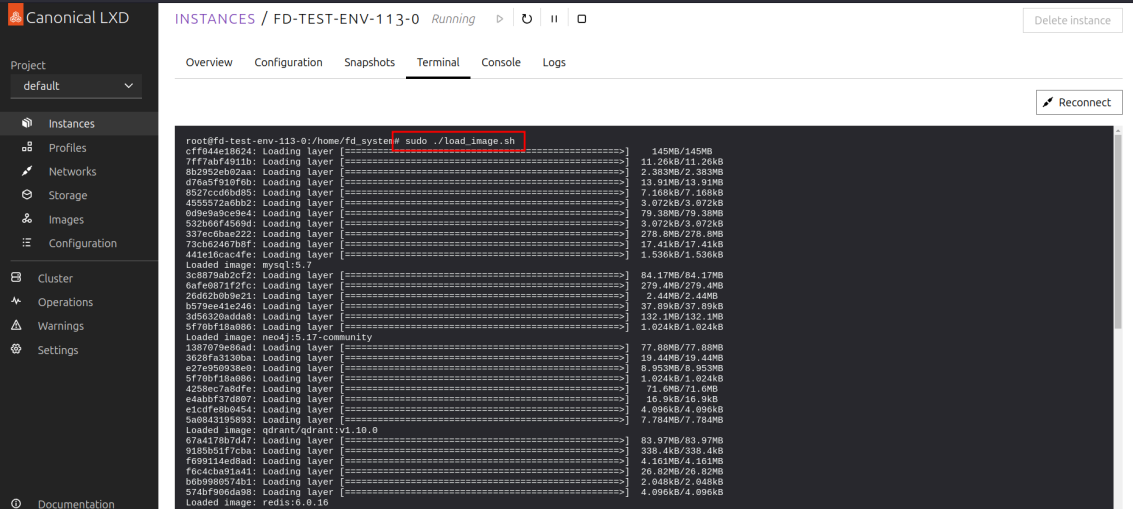 Canonical LXD
Project
default
Instances
Profiles
Networks
Storage
Images
Configuration
Cluster
Operations
Warnings
Settings
Documentation
INSTANCES / FD-TEST-ENV-113-0 Running
Delete instance
Overview Configuration Snapshots Terminal Console Logs
Reconnect
root@fd-test-env-113-0:/home/fd_system# sudo ./load_image.sh
cff044e18624: Loading layer [==================================================>] 145MB/145MB
7ff7abf4911b: Loading layer [==================================================>] 11.26kB/11.26kB
8b2952eb02aa: Loading layer [==================================================>] 2.383MB/2.383MB
d76a5f910f6b: Loading layer [==================================================>] 13.91MB/13.91MB
8527ccd6bd85: Loading layer [==================================================>] 7.168kB/7.168kB
4555572a6bb2: Loading layer [==================================================>] 3.072kB/3.072kB
0d9e9a9ce9e4: Loading layer [==================================================>] 79.38MB/79.38MB
532b66f4569d: Loading layer [==================================================>] 3.072kB/3.072kB
337ec6bae222: Loading layer [==================================================>] 278.8MB/278.8MB
73cb62467b8f: Loading layer [==================================================>] 17.41kB/17.41kB
441e16cac4fe: Loading layer [==================================================>] 1.536kB/1.536kB
Loaded image: mysql:5.7
3c8879ab2cf2: Loading layer [==================================================>] 84.17MB/84.17MB
6afe0871f2fc: Loading layer [==================================================>] 279.4MB/279.4MB
26d62b0b9e21: Loading layer [==================================================>] 2.44MB/2.44MB
b579ee41e246: Loading layer [==================================================>] 37.89kB/37.89kB
3d56320adda8: Loading layer [==================================================>] 132.1MB/132.1MB
5f70bf18a086: Loading layer [==================================================>] 1.024kB/1.024kB
Loaded image: neo4j:5.17-community
1387079e86ad: Loading layer [==================================================>] 77.88MB/77.88MB
3628fa3130ba: Loading layer [==================================================>] 19.44MB/19.44MB
e27e950938e0: Loading layer [==================================================>] 8.953MB/8.953MB
5f70bf18a086: Loading layer [==================================================>] 1.024kB/1.024kB
4258ec7a8dfe: Loading layer [==================================================>] 71.6MB/71.6MB
e4abbf37d807: Loading layer [==================================================>] 16.9kB/16.9kB
e1cdfe8b0454: Loading layer [==================================================>] 4.096kB/4.096kB
5a0843195893: Loading layer [==================================================>] 7.784MB/7.784MB
Loaded image: qdrant/qdrant:v1.10.0
67a4178b7d47: Loading layer [==================================================>] 83.97MB/83.97MB
9185b51f7cba: Loading layer [==================================================>] 338.4kB/338.4kB
f699114ed8ad: Loading layer [==================================================>] 4.161MB/4.161MB
f6c4cba91a41: Loading layer [==================================================>] 26.82MB/26.82MB
b6b9980574b1: Loading layer [==================================================>] 2.048kB/2.048kB
574bf906da98: Loading layer [==================================================>] 4.096kB/4.096kB
Loaded image: redis:6.0.16